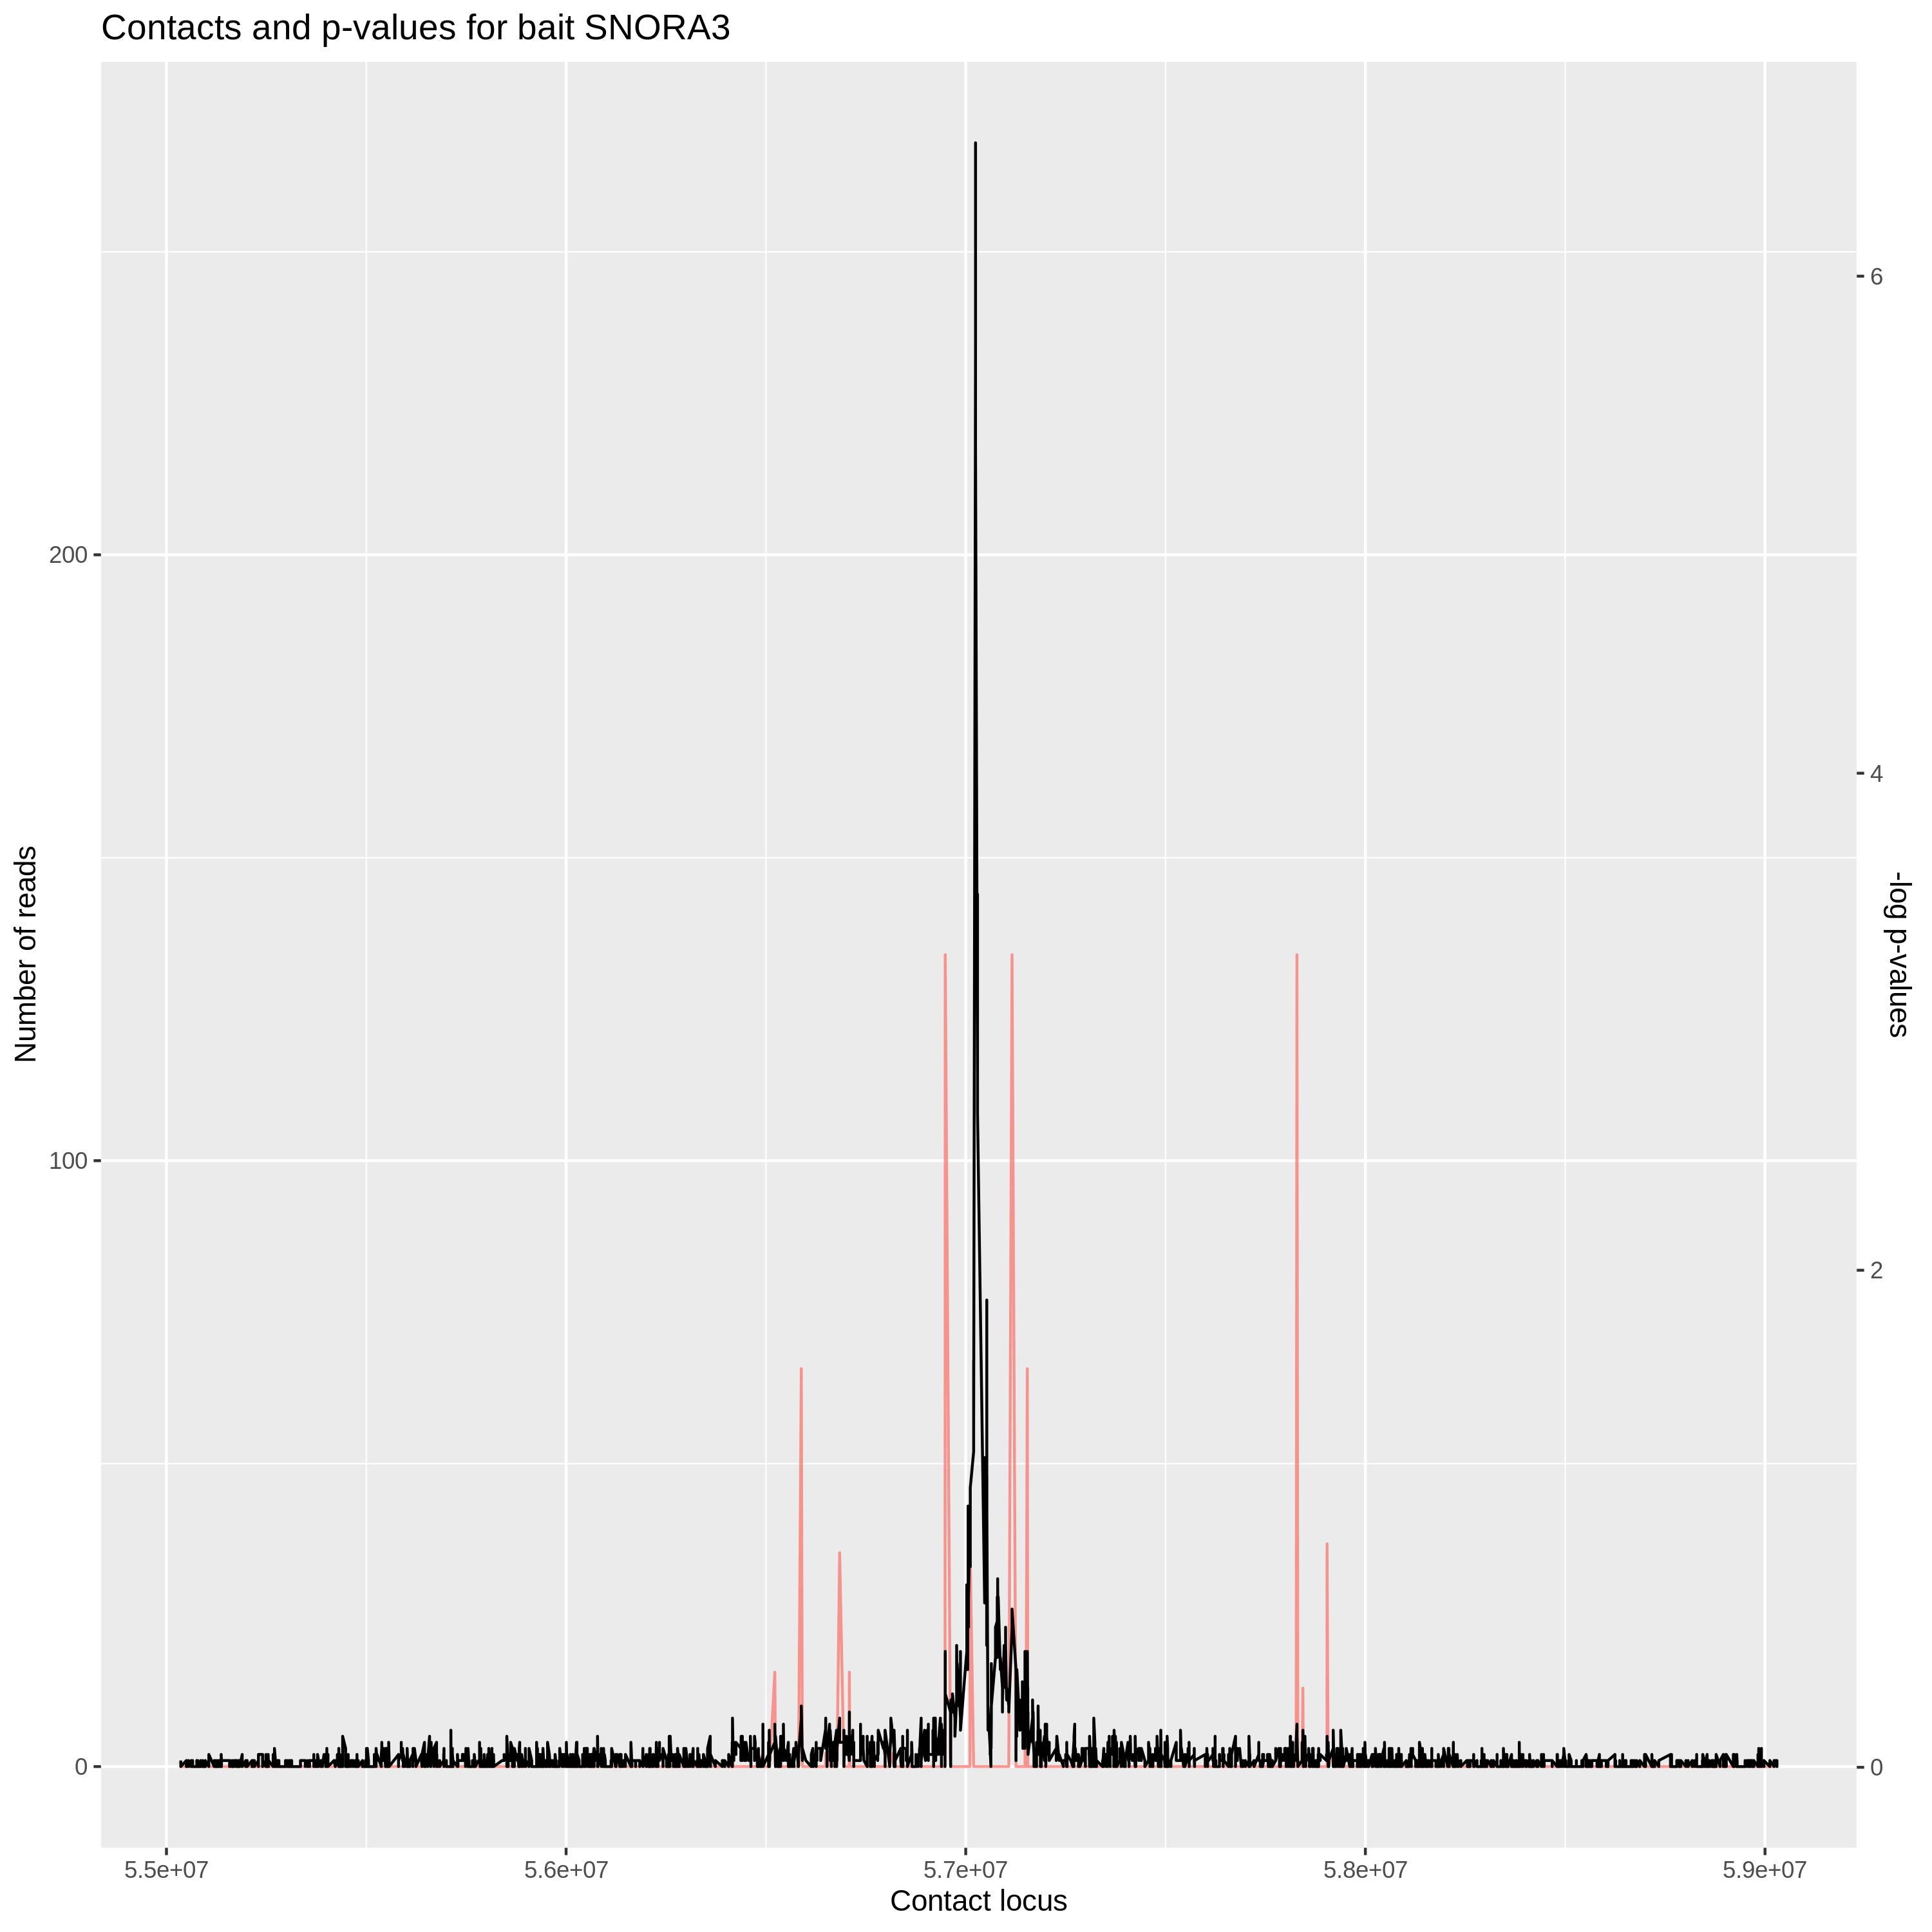 Contacts and p-values for bait SNORA3
200
100
0
Number of reads
6
4
2
0
-log p-values
5.5e+07
5.6e+07
5.7e+07
5.8e+07
5.9e+07
Contact locus